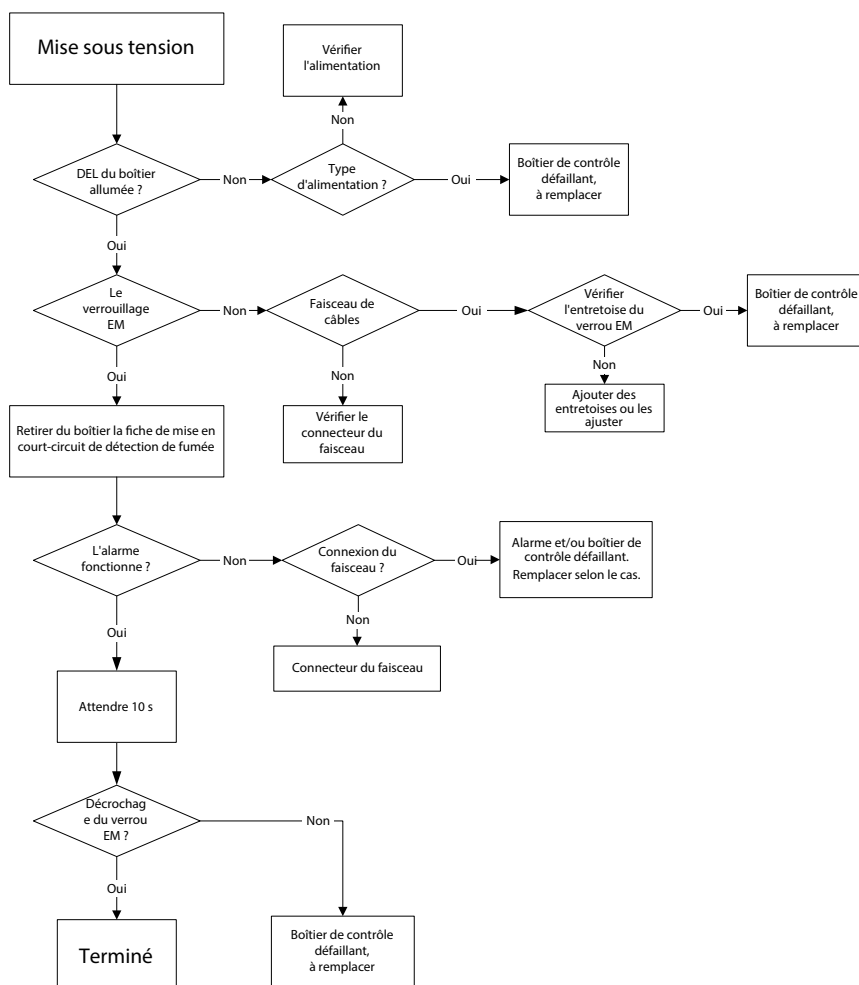 Mise sous tension
Vérifier
l'alimentation
Non
DEL du boîtier
allumée ?
Non
Type
d'alimentation ?
Oui
Boîtier de contrôle
défaillant,
à remplacer
Oui
Le
verrouillage
EM
Non
Faisceau de
câbles
Oui
Vérifier
l'entretoise du
verrou EM
Oui
Boîtier de contrôle
défaillant,
à remplacer
Oui
Non
Non
Retirer du boîtier la fiche de mise en
court-circuit de détection de fumée
Vérifier le
connecteur du
faisceau
Ajouter des
entretoises ou les
ajuster
L'alarme
fonctionne ?
Non
Connexion du
faisceau ?
Oui
Alarme et/ou boîtier de
contrôle défaillant.
Remplacer selon le cas.
Oui
Non
Connecteur du faisceau
Attendre 10 s
Décrochag
e du verrou
EM ?
Non
Oui
Terminé
Boîtier de contrôle
défaillant,
à remplacer